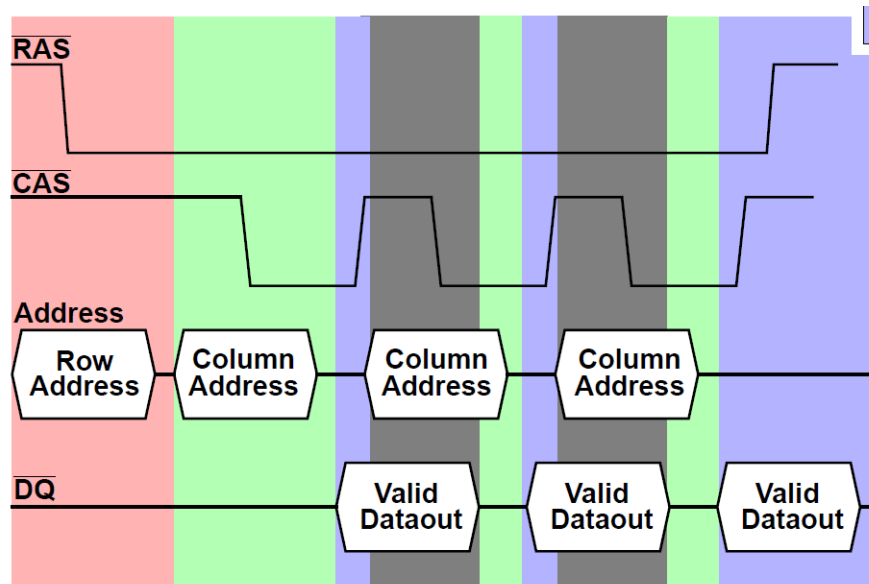 RAS
CAS
Address
Row
Address
Column
Address
Column
Address
Column
Address
DQ
Valid
Dataout
Valid
Dataout
Valid
Dataout